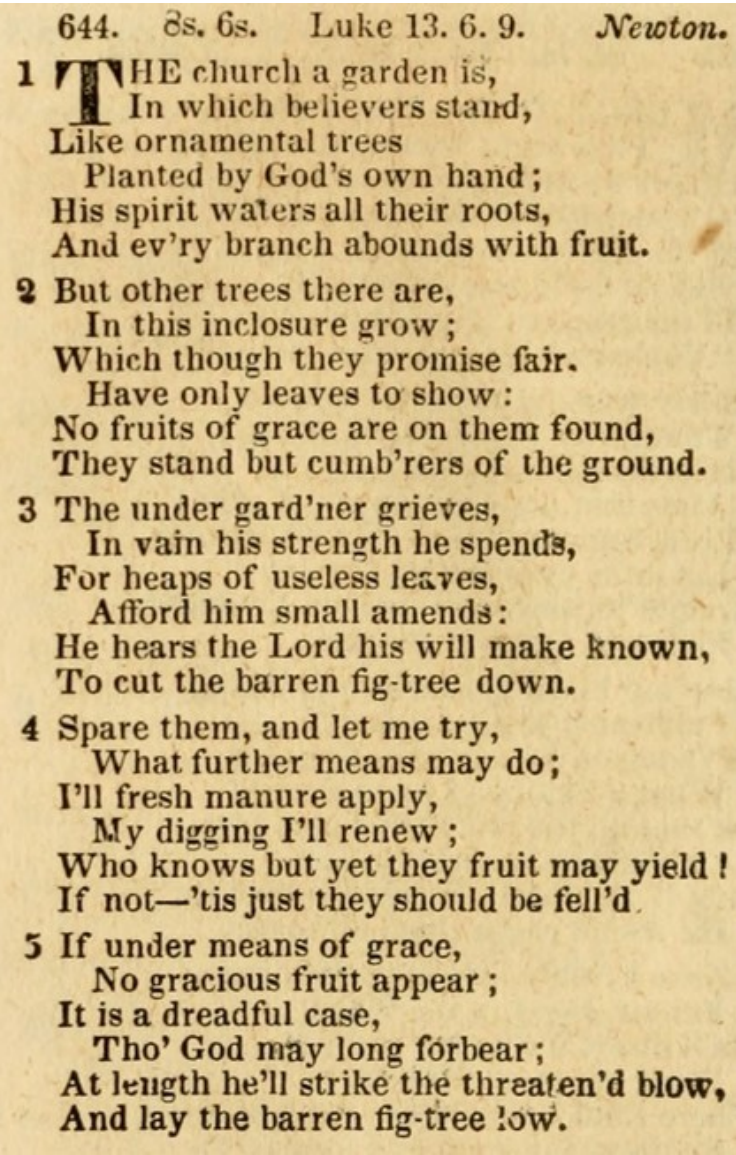 644. 8s. 6s. Luke 13. 6. 9. Newton.
1 THE church a garden is,
In which believers stand,
Like ornamental trees
Planted by God's own hand;
His spirit waters all their roots,
And ev'ry branch abounds with fruit.
2 But other trees there are,
In this inclosure grow;
Which though they promise fair.
Have only leaves to show:
No fruits of grace are on them found,
They stand but cumb'rers of the ground.
3 The under gard'ner grieves,
In vain his strength he spends,
For heaps of useless leaves,
Afford him small amends:
He hears the Lord his will make known,
To cut the barren fig-tree down.
4 Spare them, and let me try,
What further means may do;
I'll fresh manure apply,
My digging I'll renew;
Who knows but yet they fruit may yield!
If not—'tis just they should be fell'd.
5 If under means of grace,
No gracious fruit appear;
It is a dreadful case,
Tho' God may long forbear;
At length he'll strike the threaten'd blow,
And lay the barren fig-tree low.